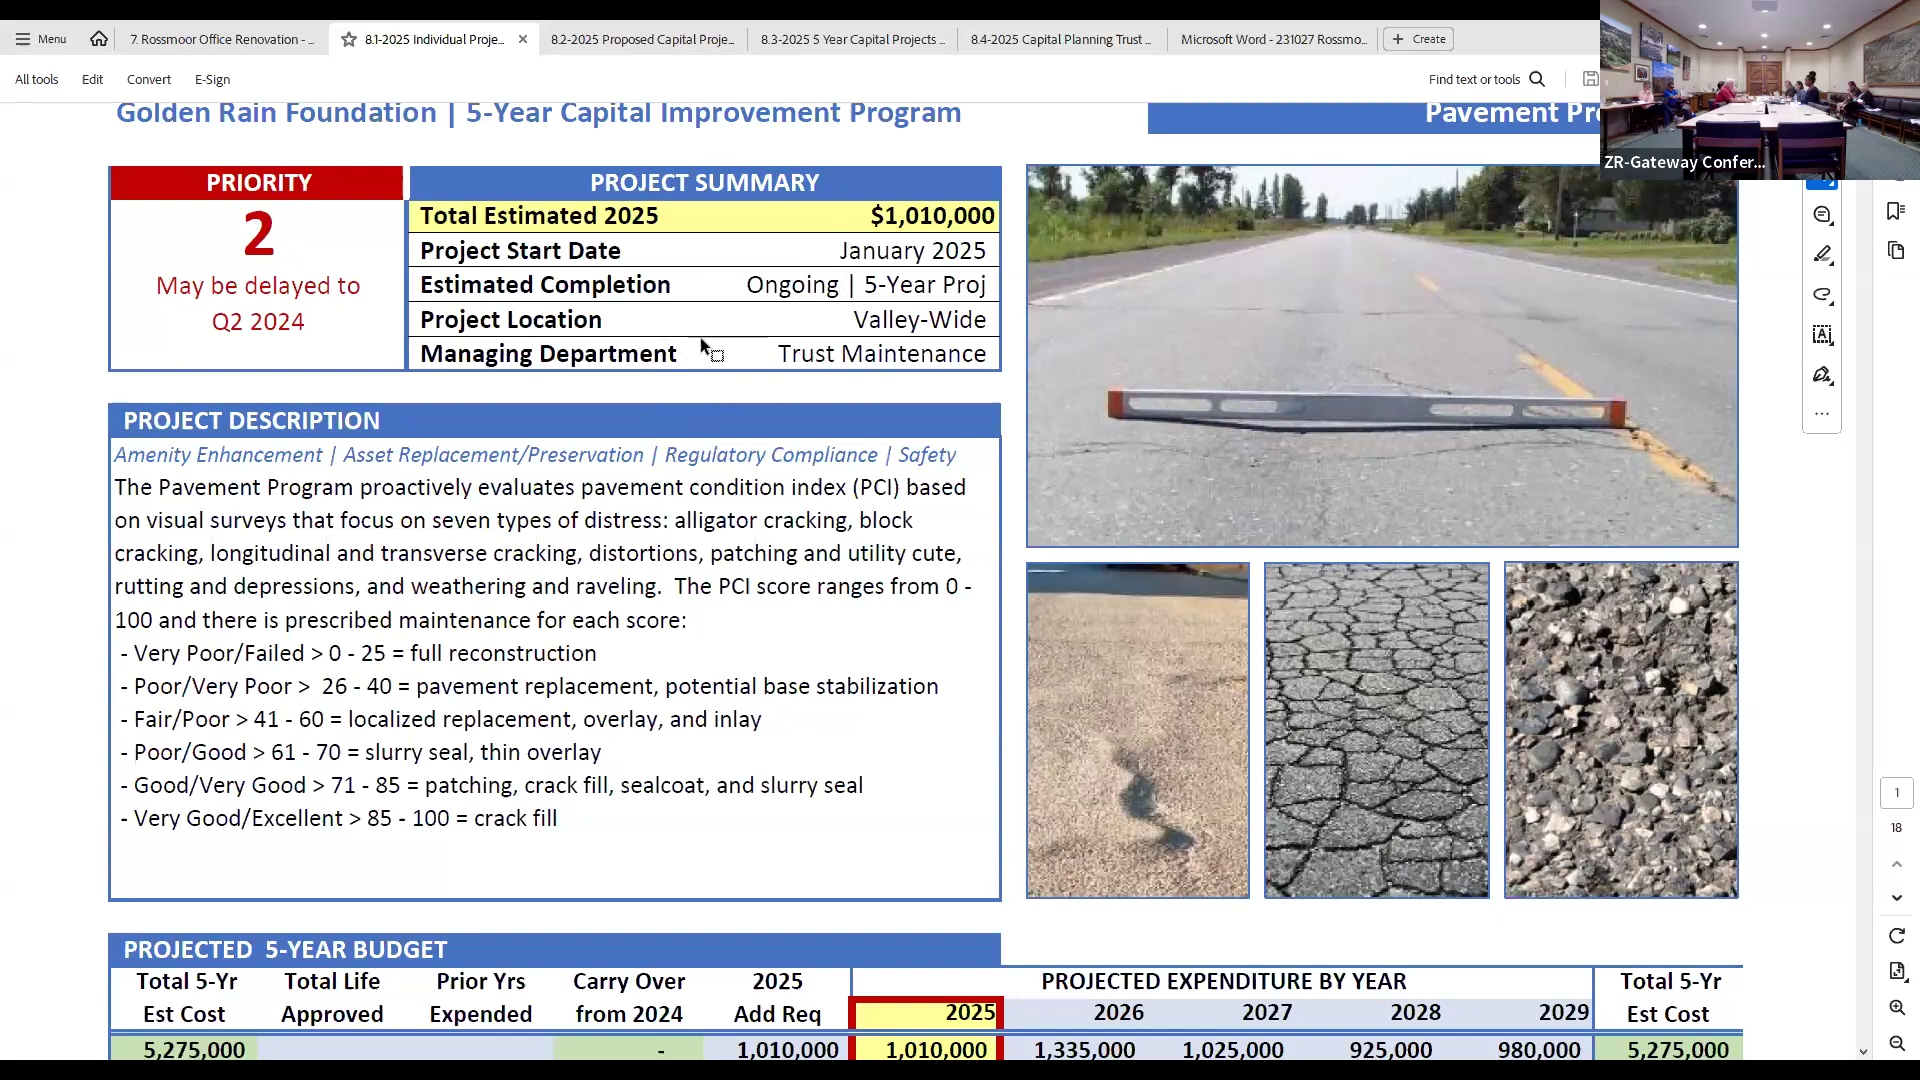 Menu
7. Rossmoor Office Renovation - ...
8.1-2025 Individual Proje...
8.2-2025 Proposed Capital Proje...
8.3-2025 5 Year Capital Projects ...
8.4-2025 Capital Planning Trust ...
Microsoft Word - 231027 Rossmo...
Create
All tools
Edit
Convert
E-Sign
Find text or tools
ZR-Gateway Confer...
Golden Rain Foundation | 5-Year Capital Improvement Program
Pavement Pr
PRIORITY
2
May be delayed to
Q2 2024
PROJECT SUMMARY
Total Estimated 2025 $1,010,000
Project Start Date January 2025
Estimated Completion Ongoing | 5-Year Proj
Project Location Valley-Wide
Managing Department Trust Maintenance
PROJECT DESCRIPTION
Amenity Enhancement | Asset Replacement/Preservation | Regulatory Compliance | Safety
The Pavement Program proactively evaluates pavement condition index (PCI) based
on visual surveys that focus on seven types of distress: alligator cracking, block
cracking, longitudinal and transverse cracking, distortions, patching and utility cute,
rutting and depressions, and weathering and raveling. The PCI score ranges from 0 -
100 and there is prescribed maintenance for each score:
- Very Poor/Failed > 0 - 25 = full reconstruction
- Poor/Very Poor > 26 - 40 = pavement replacement, potential base stabilization
- Fair/Poor > 41 - 60 = localized replacement, overlay, and inlay
- Poor/Good > 61 - 70 = slurry seal, thin overlay
- Good/Very Good > 71 - 85 = patching, crack fill, sealcoat, and slurry seal
- Very Good/Excellent > 85 - 100 = crack fill
1
18
PROJECTED 5-YEAR BUDGET
Total 5-Yr Total Life Prior Yrs Carry Over 2025 PROJECTED EXPENDITURE BY YEAR Total 5-Yr
Est Cost Approved Expended from 2024 Add Req 2025 2026 2027 2028 2029 Est Cost
5,275,000 - 1,010,000 1,010,000 1,335,000 1,025,000 925,000 980,000 5,275,000